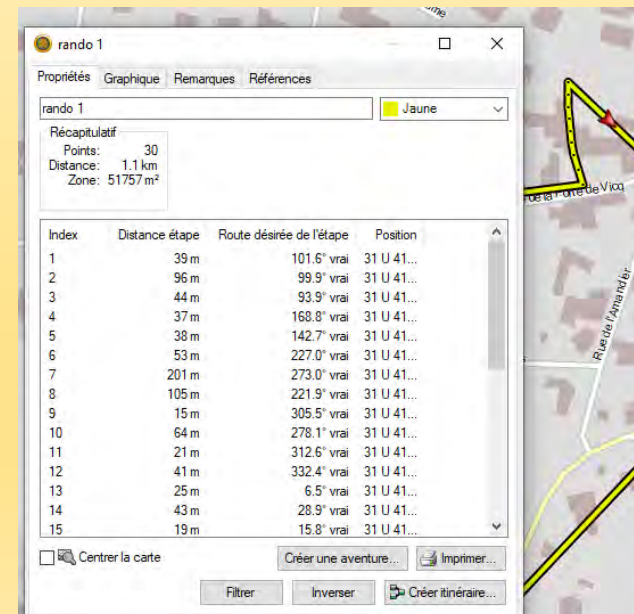 rando 1
Propriétés Graphique Remarques Références
rando 1 Jaune
Récapitulatif
Points: 30
Distance: 1.1 km
Zone: 51757 m²
Index Distance étape Route désirée de l'étape Position
1 39 m 101.6° vrai 31 U 41...
2 96 m 99.9° vrai 31 U 41...
3 44 m 93.9° vrai 31 U 41...
4 37 m 168.8° vrai 31 U 41...
5 38 m 142.7° vrai 31 U 41...
6 53 m 227.0° vrai 31 U 41...
7 201 m 273.0° vrai 31 U 41...
8 105 m 221.9° vrai 31 U 41...
9 15 m 305.5° vrai 31 U 41...
10 64 m 278.1° vrai 31 U 41...
11 21 m 312.6° vrai 31 U 41...
12 41 m 332.4° vrai 31 U 41...
13 25 m 6.5° vrai 31 U 41...
14 43 m 28.9° vrai 31 U 41...
15 19 m 15.8° vrai 31 U 41...
Centrer la carte Créer une aventure... Imprimer...
Filtrer Inverser Créer itinéraire...
de la Porte de Vicq
Rue de l'Amandier